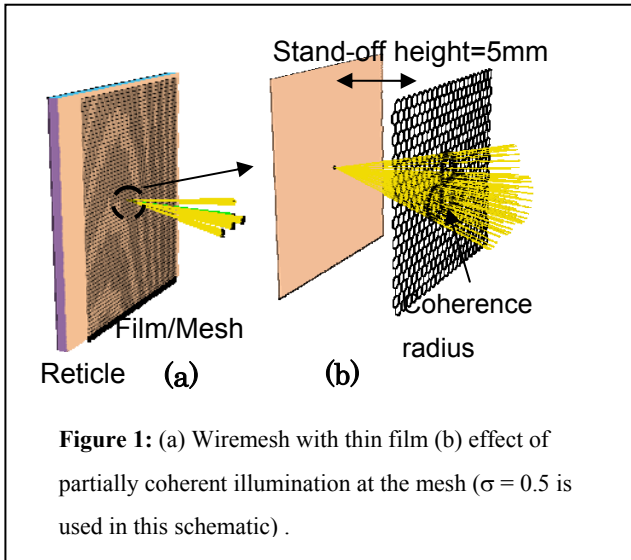 Stand-off height=5mm
Film/Mesh
Coherence
radius
Reticle
(a)
(b)
Figure 1: (a) Wiremesh with thin film (b) effect of
partially coherent illumination at the mesh (σ = 0.5 is
used in this schematic) .